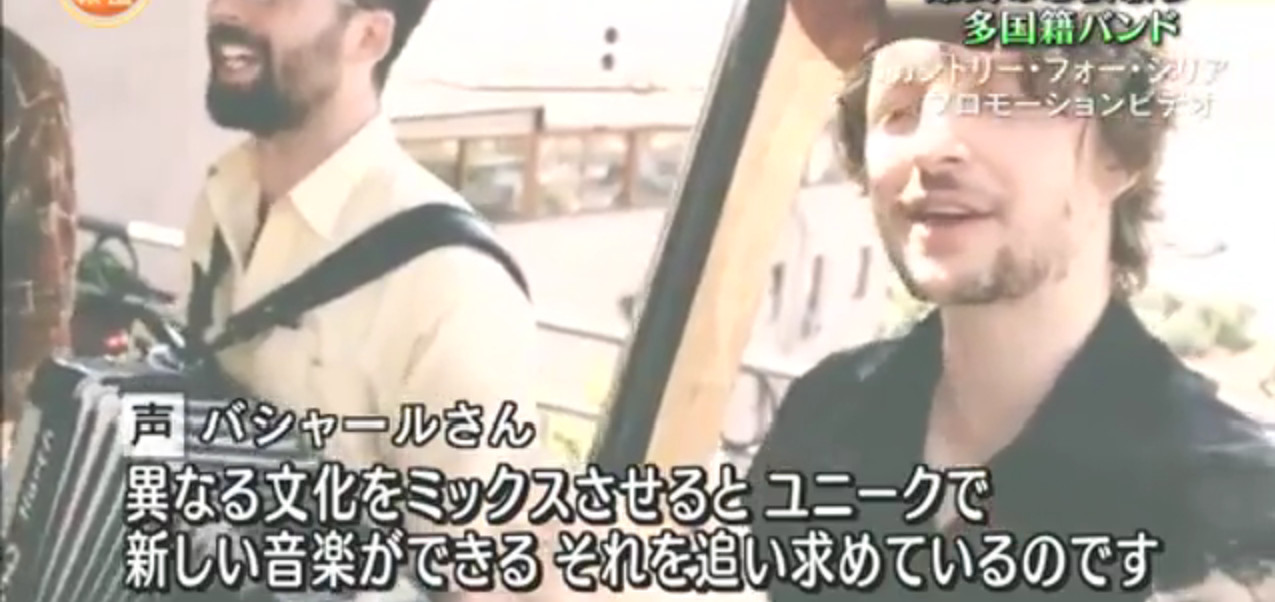 多国籍バンド
カントリー・フォー・シリア
プロモーションビデオ
声 バシャールさん
異なる文化をミックスさせると ユニークで
新しい音楽ができる それを追い求めているのです